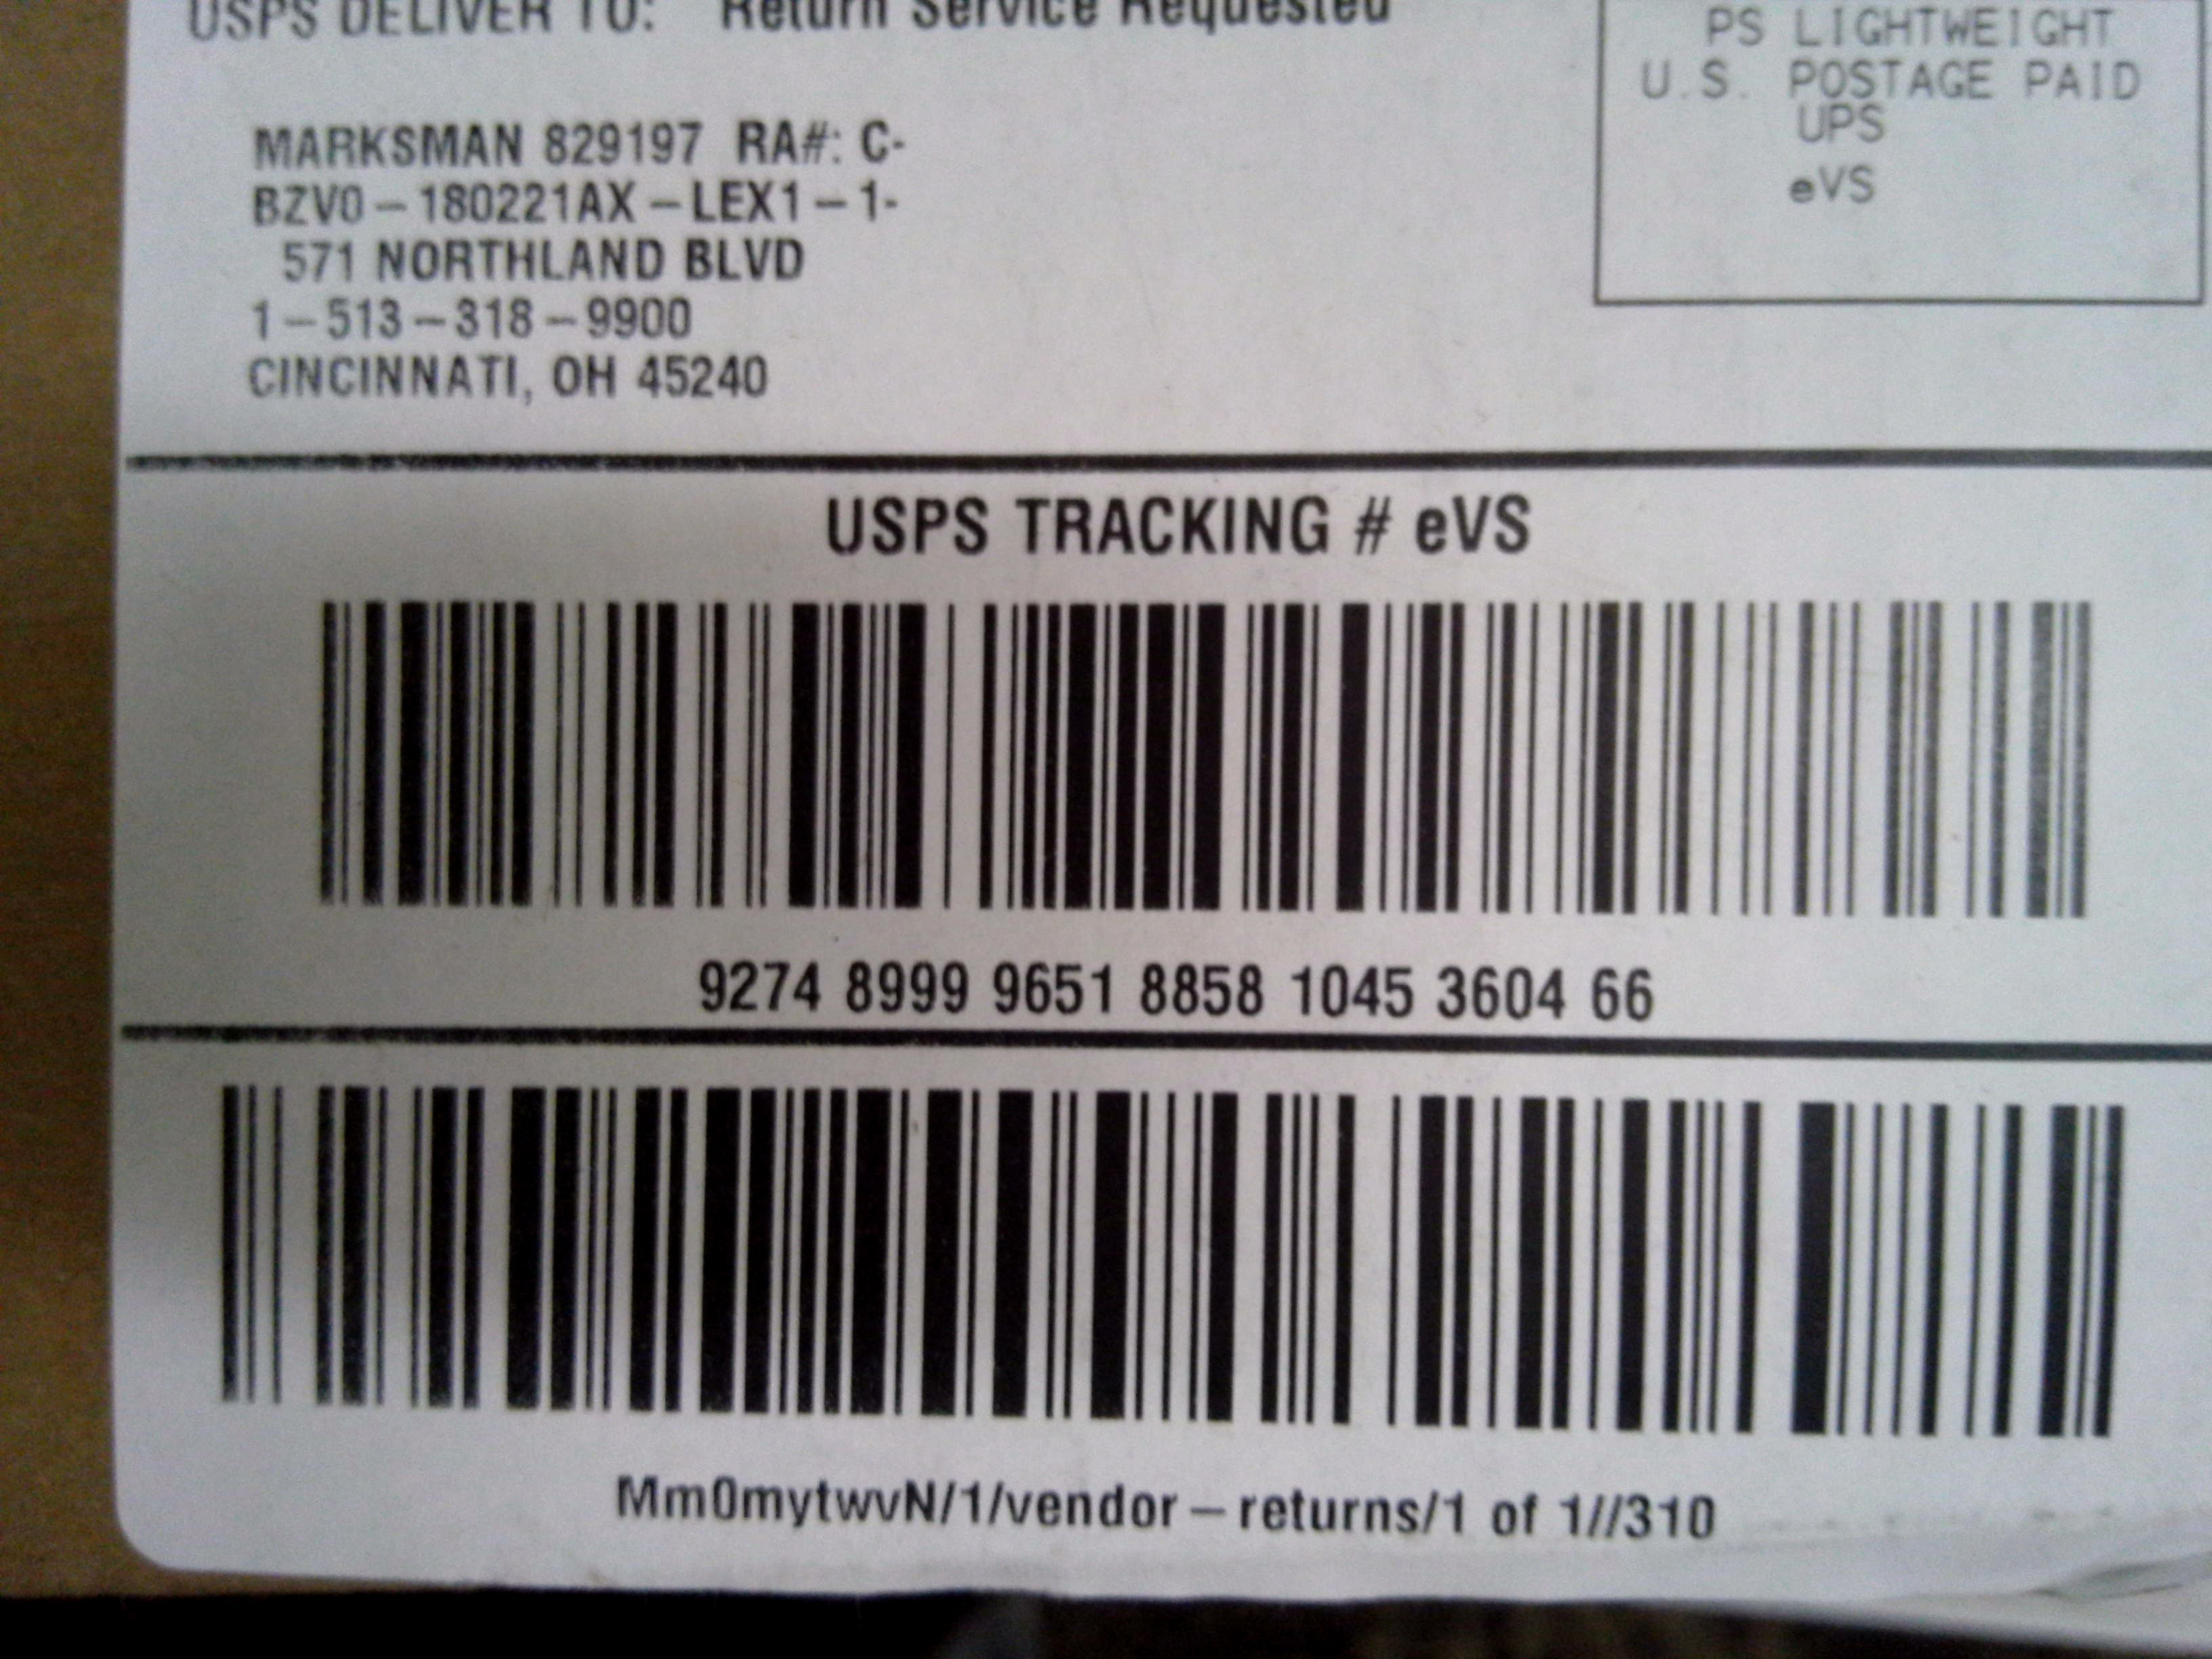 USPS DELIVER TO: Return Service Requested
PS LIGHTWEIGHT
U.S. POSTAGE PAID
UPS
eVS
MARKSMAN 829197 RA#: C-
BZV0-180221AX-LEX1-1-
571 NORTHLAND BLVD
1-513-318-9900
CINCINNATI, OH 45240
USPS TRACKING # eVS
9274 8999 9651 8858 1045 3604 66
Mm0mytwvN/1/vendor-returns/1 of 1//310